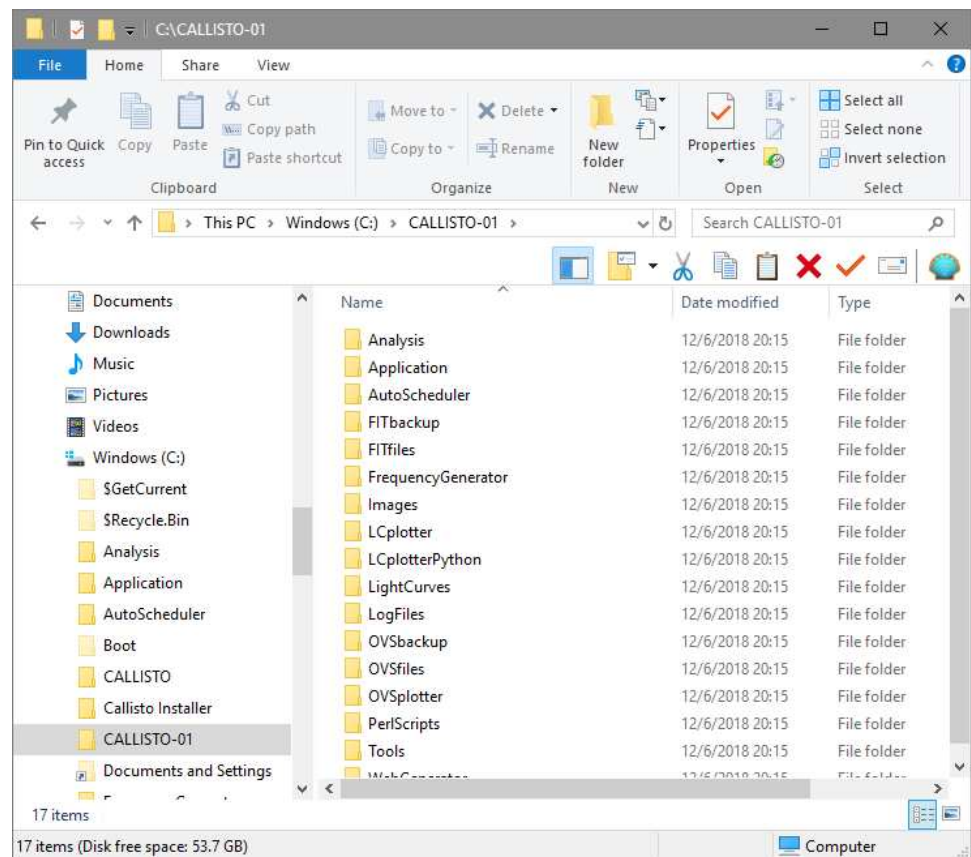 C:\CALLISTO-01
File Home Share View
Pin to Quick access
Copy
Paste
Cut
Copy path
Paste shortcut
Clipboard
Move to
Copy to
Delete
Rename
Organize
New folder
New
Properties
Open
Select all
Select none
Invert selection
Select
This PC > Windows (C:) > CALLISTO-01 >
Search CALLISTO-01
Documents
Downloads
Music
Pictures
Videos
Windows (C:)
$GetCurrent
$Recycle.Bin
Analysis
Application
AutoScheduler
Boot
CALLISTO
Callisto Installer
CALLISTO-01
Documents and Settings
Name Date modified Type
Analysis 12/6/2018 20:15 File folder
Application 12/6/2018 20:15 File folder
AutoScheduler 12/6/2018 20:15 File folder
FITbackup 12/6/2018 20:15 File folder
FITfiles 12/6/2018 20:15 File folder
FrequencyGenerator 12/6/2018 20:15 File folder
Images 12/6/2018 20:15 File folder
LCplotter 12/6/2018 20:15 File folder
LCplotterPython 12/6/2018 20:15 File folder
LightCurves 12/6/2018 20:15 File folder
LogFiles 12/6/2018 20:15 File folder
OVSbackup 12/6/2018 20:15 File folder
OVSfiles 12/6/2018 20:15 File folder
OVSplotter 12/6/2018 20:15 File folder
PerlScripts 12/6/2018 20:15 File folder
Tools 12/6/2018 20:15 File folder
17 items
17 items (Disk free space: 53.7 GB)
Computer